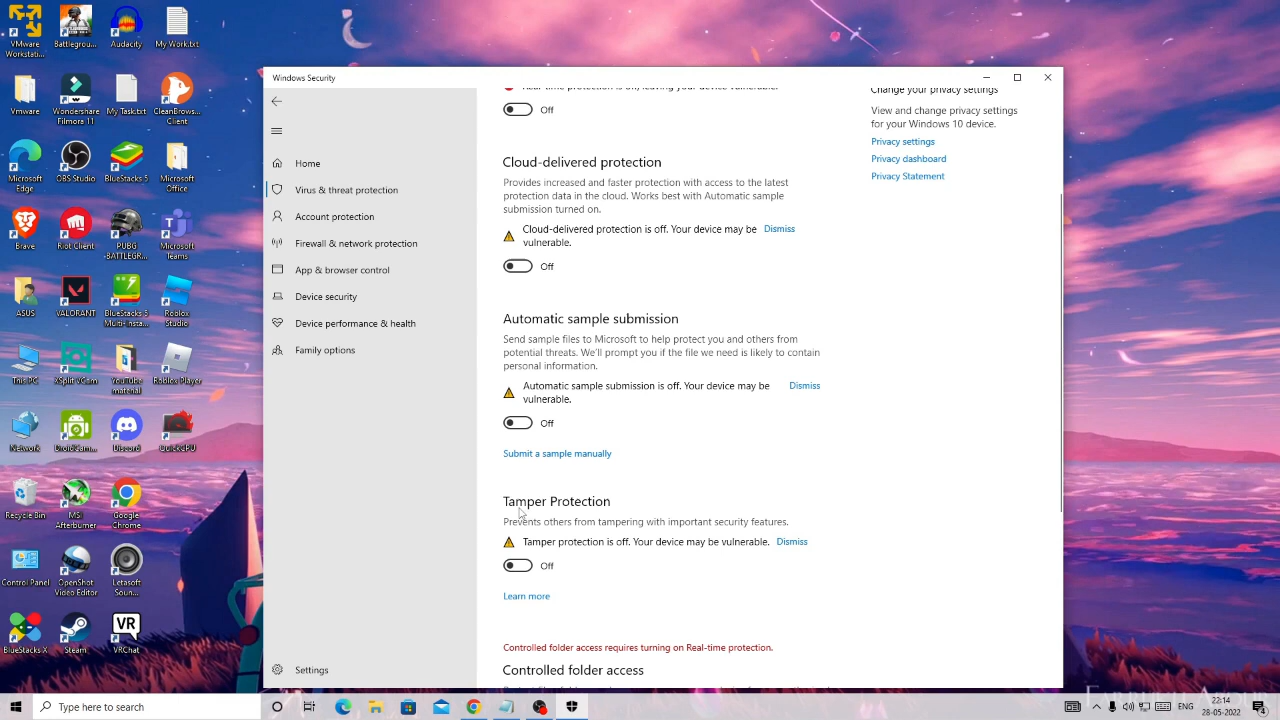 VMware
Workstati...
Battlegrou...
Audacity
My Work.txt
Vmware
Wondershare
Filmora 11
My Text.txt
CleanBrows...
Client
Microsoft
Edge
OBS Studio
BlueStacks 5
Microsoft
Office
Brave
Riot Client
PUBG
-BATTLEGR...
Microsoft
Teams
ASUS
VALORANT
BlueStacks 5
Multi-Insta...
Roblox
Studio
This PC
XSplit VCam
Youtube
Material
Roblox Player
Network
Discord
QuickCPU
Recycle Bin
MSI
Afterburner
Google
Chrome
Control Panel
OpenShot
Video Editor
Letasoft
Soun...
BlueStacks X
Steam
VR
VRChat
Windows Security
Home
Virus & threat protection
Account protection
Firewall & network protection
App & browser control
Device security
Device performance & health
Family options
Settings
Off
Cloud-delivered protection
Provides increased and faster protection with access to the latest
protection data in the cloud. Works best with Automatic sample
submission turned on.
Cloud-delivered protection is off. Your device may be Dismiss
vulnerable.
Off
Automatic sample submission
Send sample files to Microsoft to help protect you and others from
potential threats. We'll prompt you if the file we need is likely to contain
personal information.
Automatic sample submission is off. Your device may be Dismiss
vulnerable.
Off
Submit a sample manually
Tamper Protection
Prevents others from tampering with important security features.
Tamper protection is off. Your device may be vulnerable. Dismiss
Off
Learn more
Controlled folder access requires turning on Real-time protection.
Controlled folder access
Change your privacy settings
View and change privacy settings
for your Windows 10 device.
Privacy settings
Privacy dashboard
Privacy Statement
Type here to search
ENG
22:14
28-05-2022